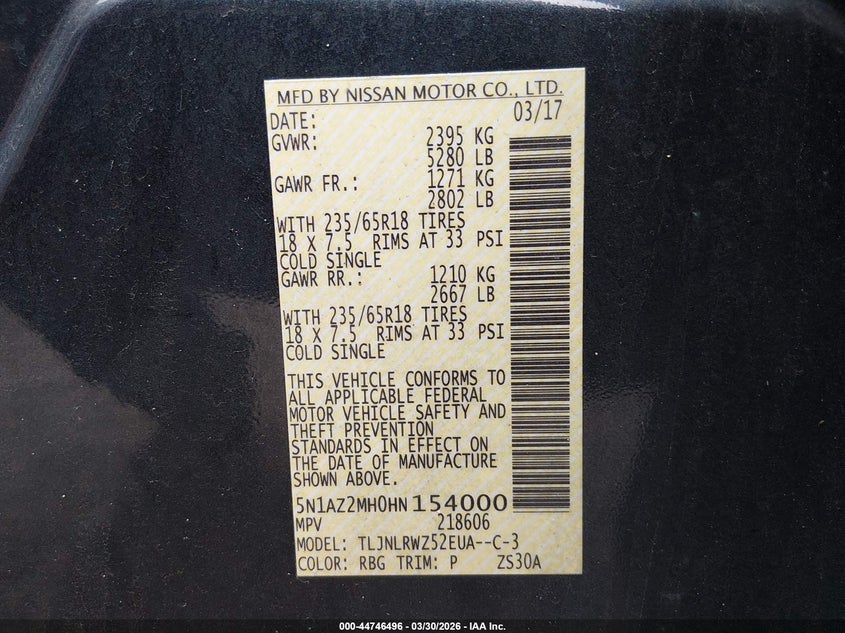 MFD BY NISSAN MOTOR CO., LTD.
DATE: 03/17
GVWR: 2395 KG
5280 LB
GAWR FR.: 1271 KG
2802 LB
WITH 235/65R18 TIRES
18 X 7.5 RIMS AT 33 PSI
COLD SINGLE
GAWR RR.: 1210 KG
2667 LB
WITH 235/65R18 TIRES
18 X 7.5 RIMS AT 33 PSI
COLD SINGLE
THIS VEHICLE CONFORMS TO
ALL APPLICABLE FEDERAL
MOTOR VEHICLE SAFETY AND
THEFT PREVENTION
STANDARDS IN EFFECT ON
THE DATE OF MANUFACTURE
SHOWN ABOVE.
5N1AZ2MH0HN154000
MPV 218606
MODEL: TLJNLRWZ52EUA--C-3
COLOR: RBG TRIM: P ZS30A
000-44746496 - 03/30/2026 - IAA Inc.